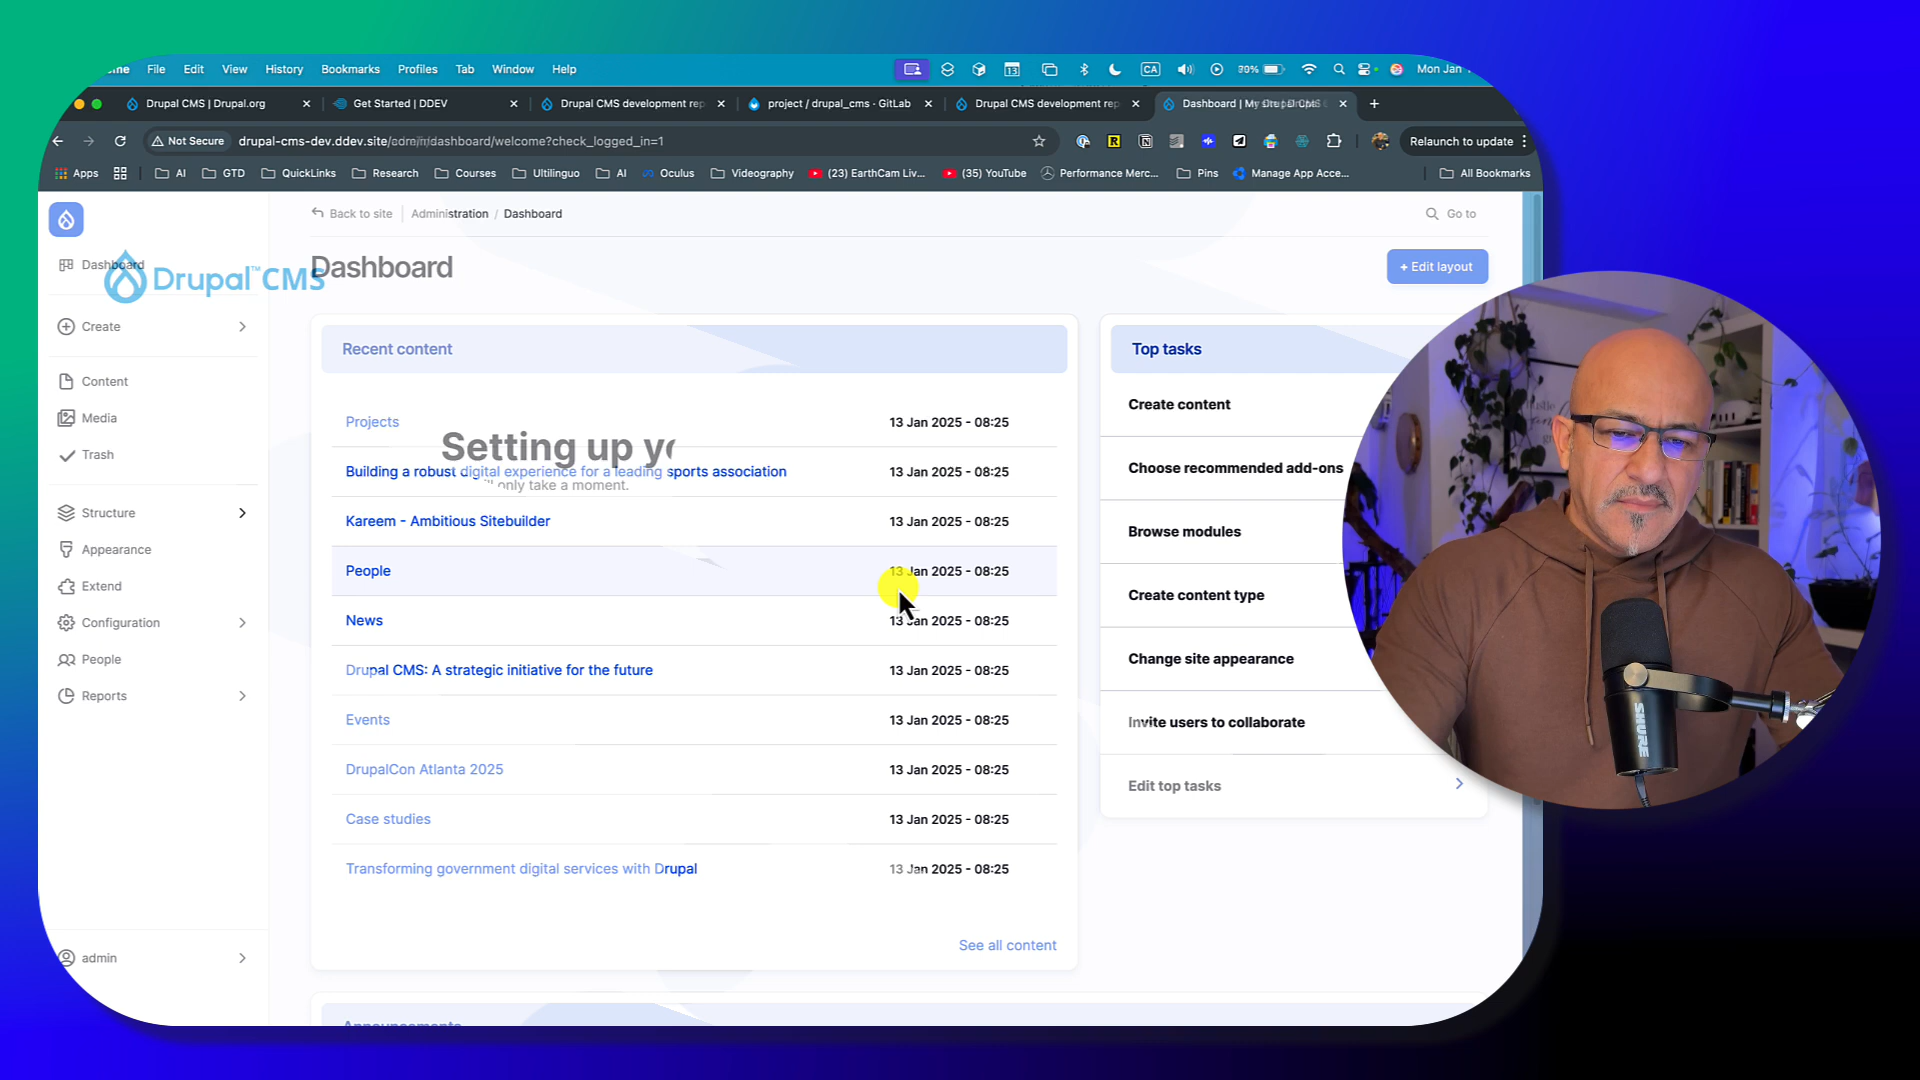 File Edit View History Bookmarks Profiles Tab Window Help
13 CA Mon Jan
Drupal CMS | Drupal.org
Get Started | DDEV
Drupal CMS development rep
project / drupal_cms · GitLab
Drupal CMS development rep
Dashboard |
Not Secure drupal-cms-dev.ddev.site/admin/dashboard/welcome?check_logged_in=1
Relaunch to update
Apps AI GTD QuickLinks Research Courses Ultilinguo AI Oculus Videography (23) EarthCam Liv... (35) YouTube Performance Merc... Pins Manage App Acce... All Bookmarks
Back to site Administration / Dashboard
Go to
Dashboard
Drupal™ CMS
Dashboard
+ Edit layout
Create
Content
Media
Trash
Structure
Appearance
Extend
Configuration
People
Reports
admin
Recent content
Projects 13 Jan 2025 - 08:25
Setting up
Building a robust digital experience for a leading sports association 13 Jan 2025 - 08:25
only take a moment.
Kareem - Ambitious Sitebuilder 13 Jan 2025 - 08:25
People 13 Jan 2025 - 08:25
News 13 Jan 2025 - 08:25
Drupal CMS: A strategic initiative for the future 13 Jan 2025 - 08:25
Events 13 Jan 2025 - 08:25
DrupalCon Atlanta 2025 13 Jan 2025 - 08:25
Case studies 13 Jan 2025 - 08:25
Transforming government digital services with Drupal 13 Jan 2025 - 08:25
See all content
Top tasks
Create content
Choose recommended add-ons
Browse modules
Create content type
Change site appearance
Invite users to collaborate
Edit top tasks
SHURE